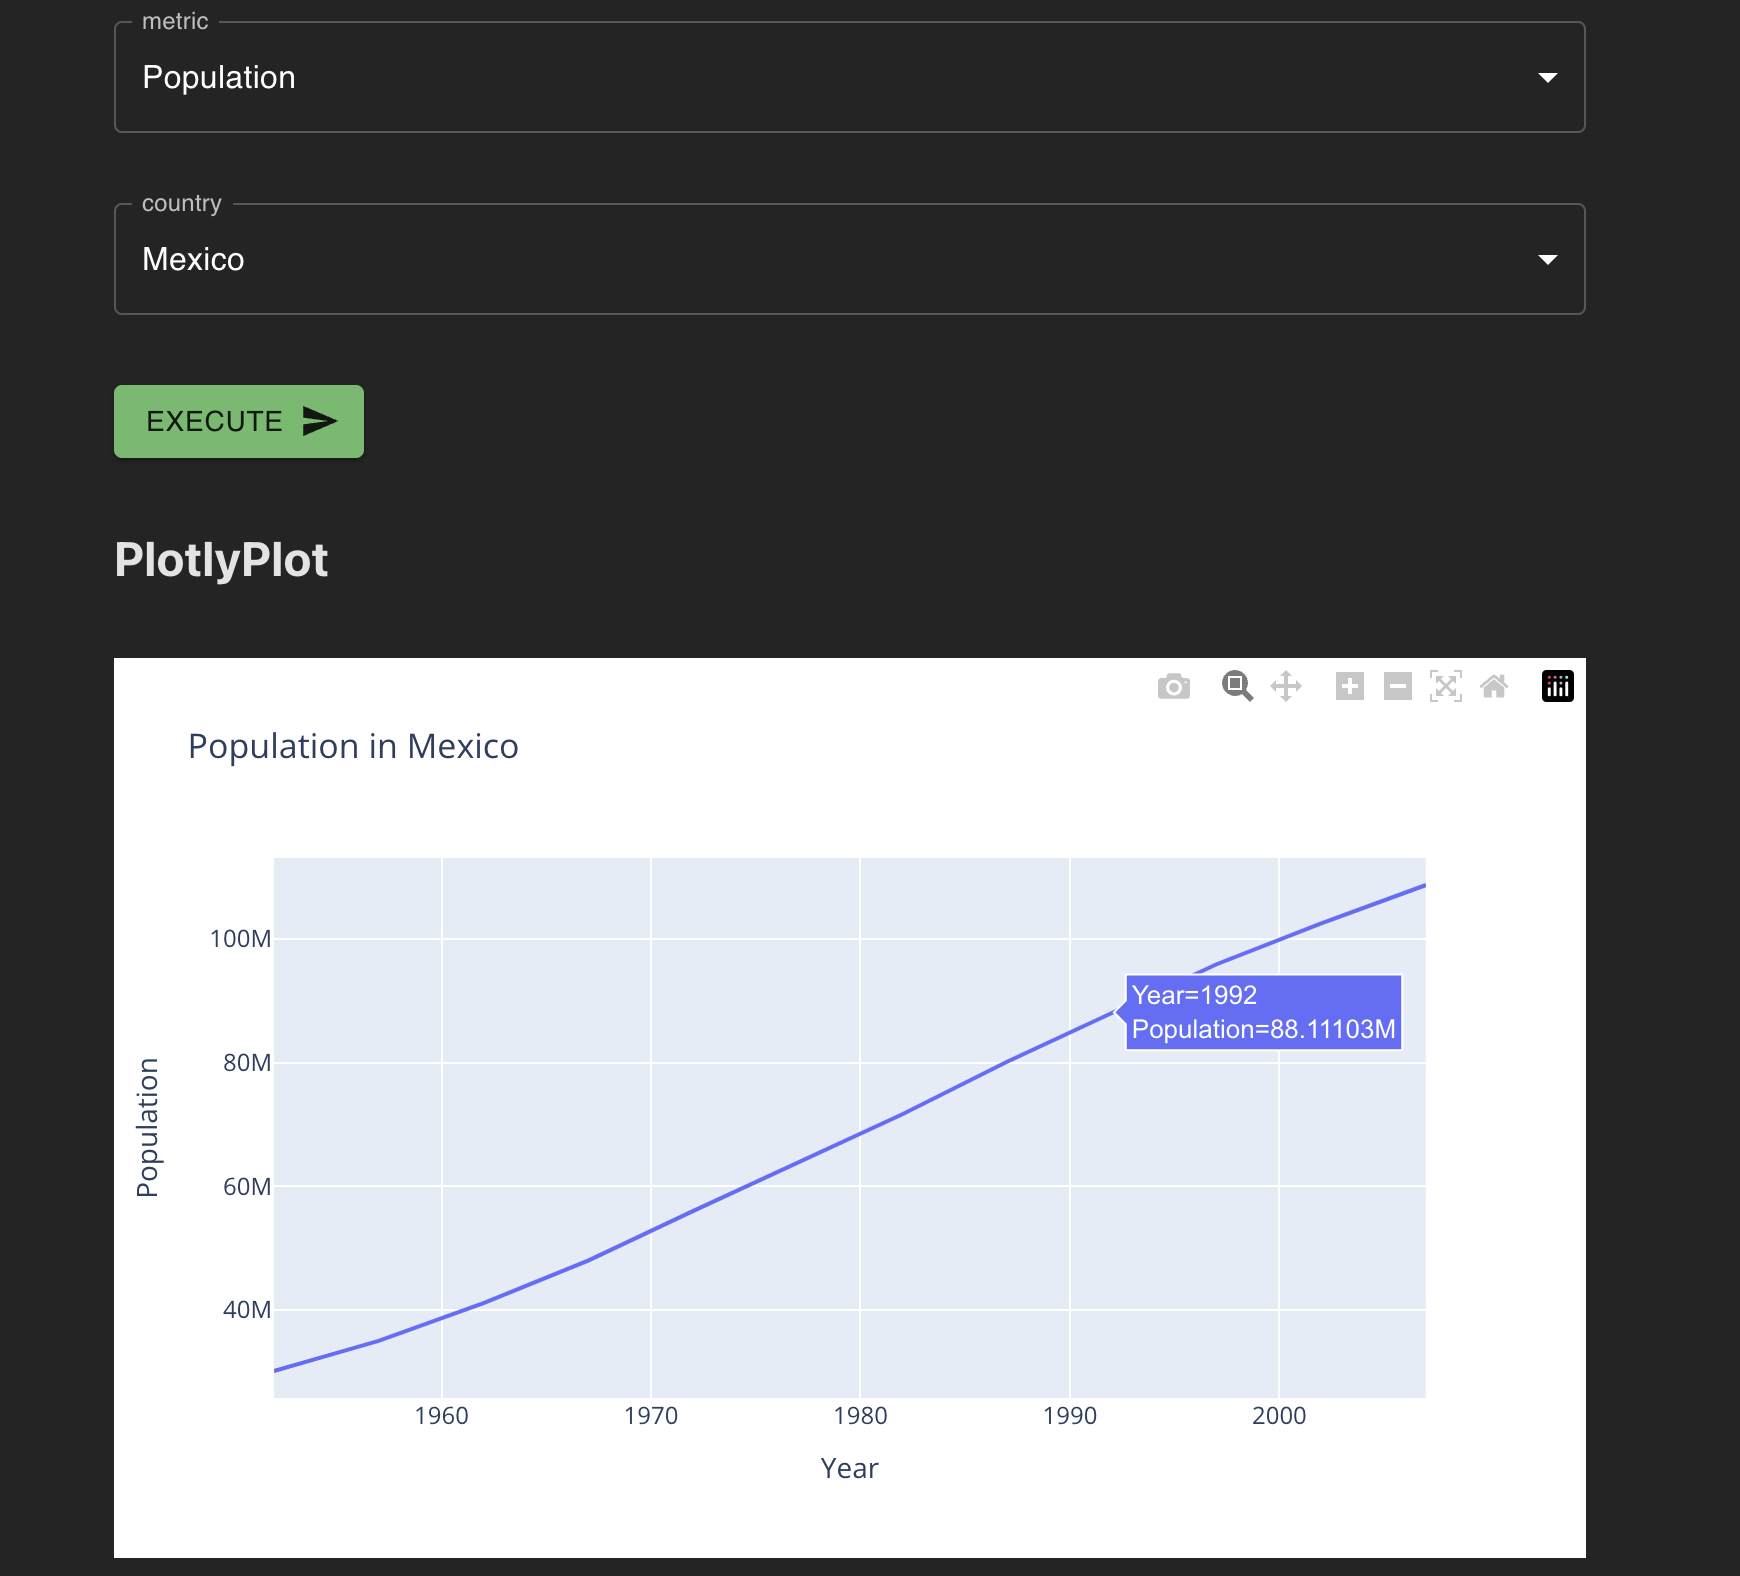 metric
Population
country
Mexico
EXECUTE
PlotlyPlot
Population in Mexico
100M
80M
60M
40M
Population
Year=1992
Population=88.11103M
1960 1970 1980 1990 2000
Year